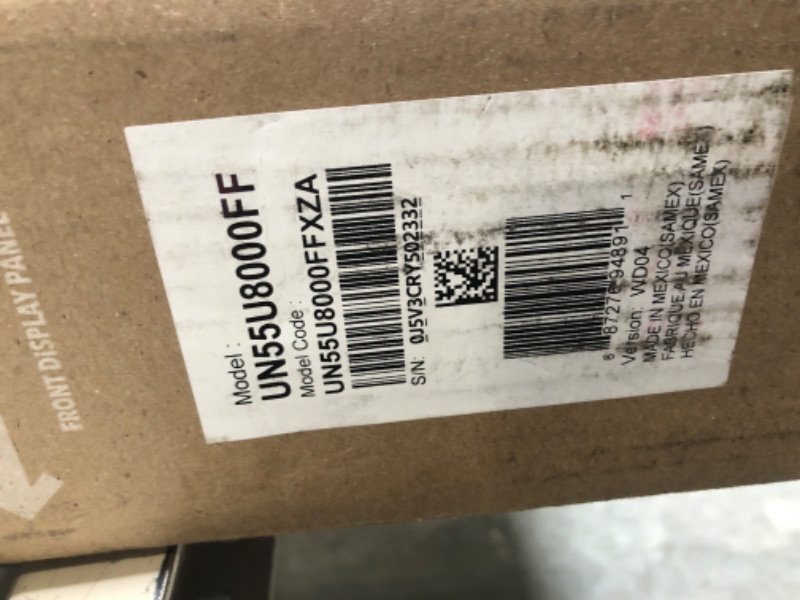 FRONT DISPLAY PANEL
Model :
UN55U8000FF
Model Code :
UN55U8000FFXZA
S/N: 0J5V3CRY502332
8 87276 94891 1
Version: WD04
MADE IN MEXICO(SAMEX)
FABRIQUE AU MEXIQUE(SAMEX)
HECHO EN MEXICO(SAMEX)